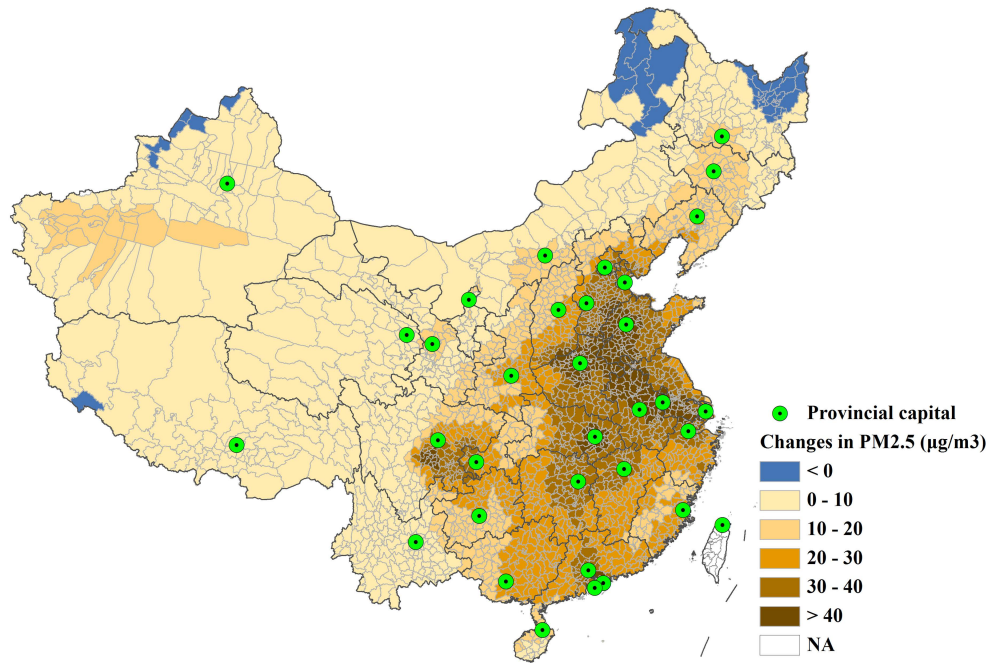 Provincial capital
Changes in PM2.5 (μg/m3)
< 0
0 - 10
10 - 20
20 - 30
30 - 40
> 40
NA